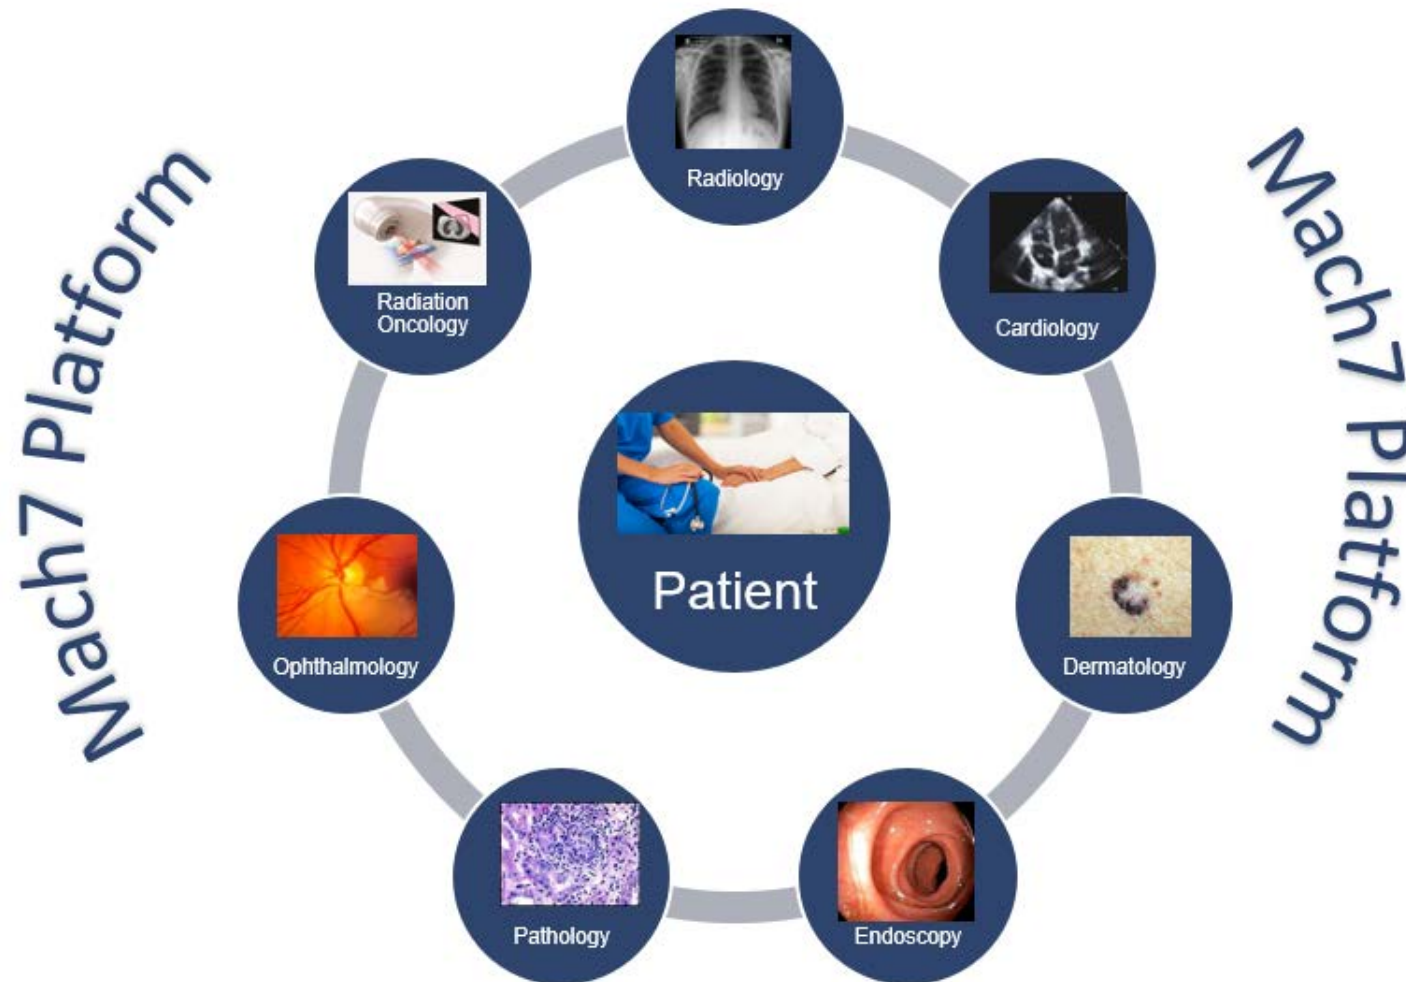 Mach7 Platform
Radiology
Cardiology
Dermatology
Endoscopy
Pathology
Ophthalmology
Radiation
Oncology
Patient
Mach7 Platform